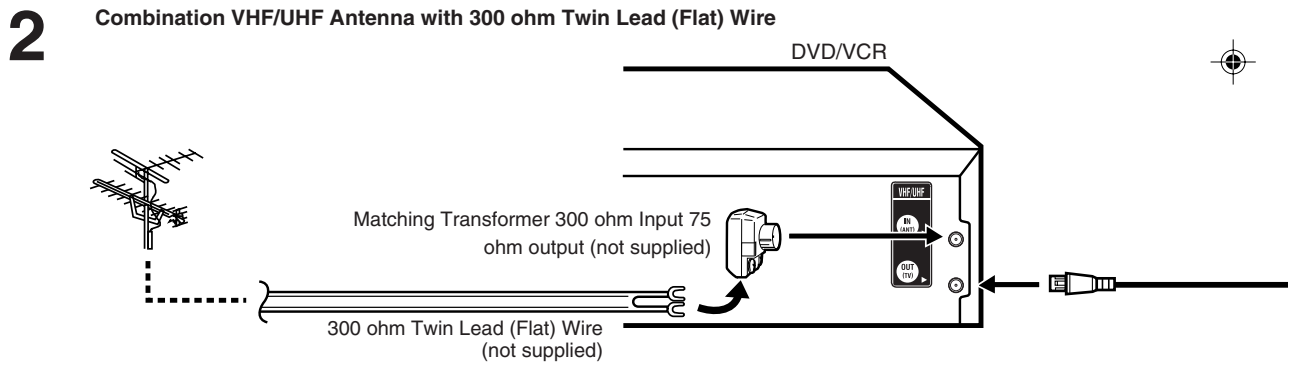 2
Combination VHF/UHF Antenna with 300 ohm Twin Lead (Flat) Wire
DVD/VCR
VHF/UHF
IN
(ANT)
Matching Transformer 300 ohm Input 75
ohm output (not supplied)
OUT
(TV)
300 ohm Twin Lead (Flat) Wire
(not supplied)